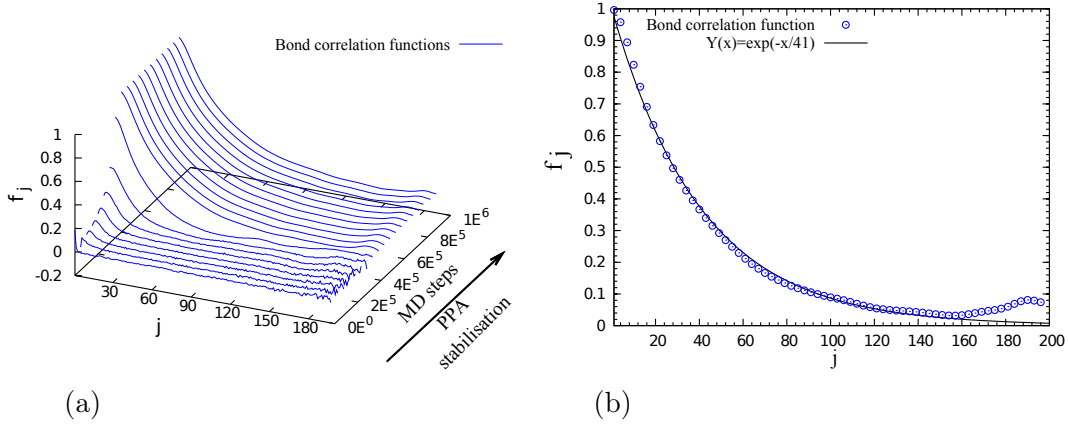 Bond correlation functions
1
0.8
0.6
0.4
0.2
0
-0.2
f_j
30
60
90
120
150
180
j
0E⁰
2E⁵
4E⁵
6E⁵
8E⁵
1E⁶
MD steps
PPA
stabilisation
(a)
Bond correlation function
Y(x)=exp(-x/41)
1
0.9
0.8
0.7
0.6
0.5
0.4
0.3
0.2
0.1
0
f_j
20
40
60
80
100
120
140
160
180
200
j
(b)